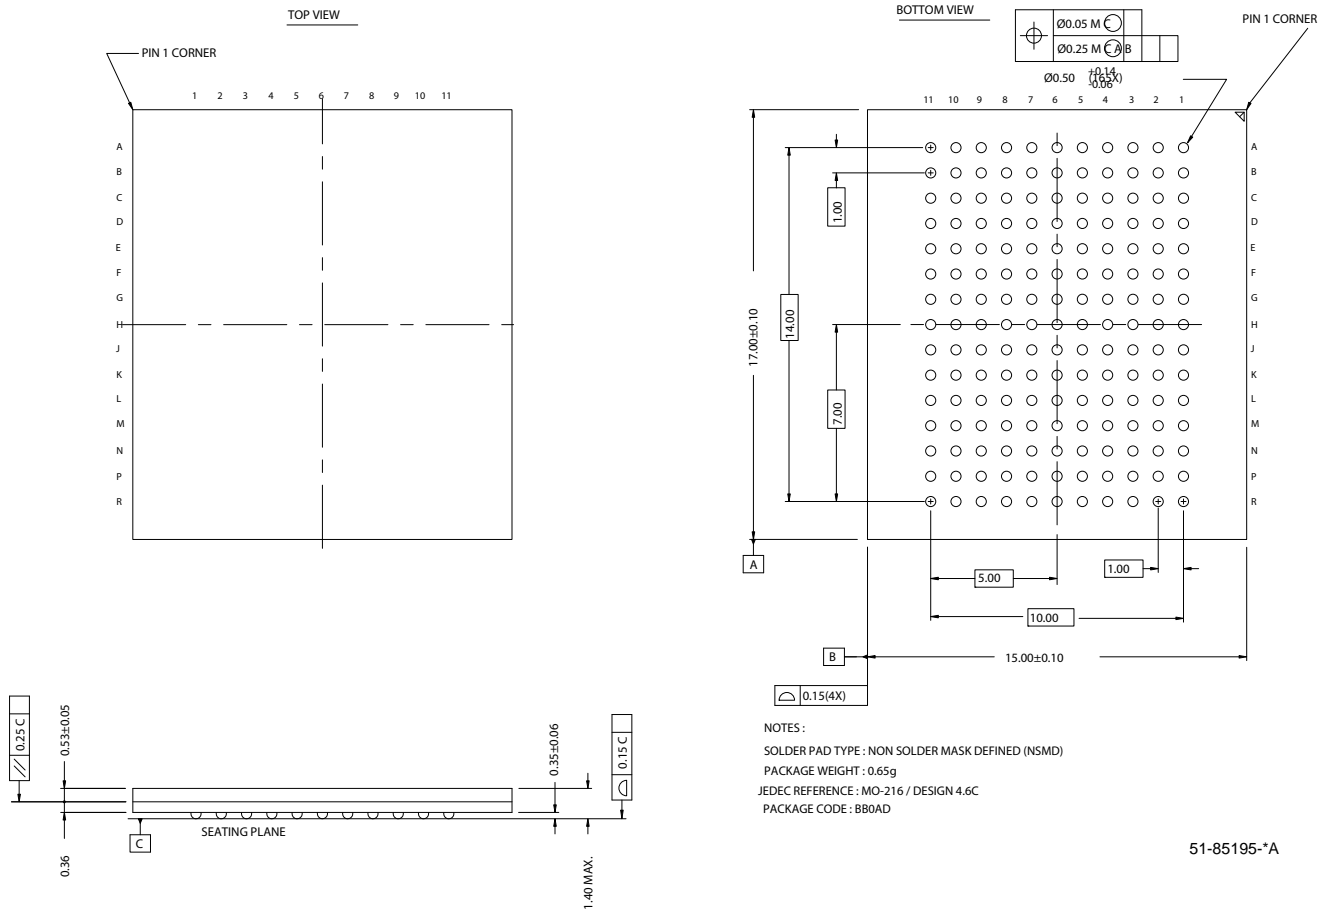 TOP VIEW
PIN 1 CORNER
1 2 3 4 5 6 7 8 9 10 11
A
B
C
D
E
F
G
H
J
K
L
M
N
P
R
BOTTOM VIEW
PIN 1 CORNER
Ø0.05 M C
Ø0.25 M C A B
Ø0.50 +0.14 -0.06 (165X)
11 10 9 8 7 6 5 4 3 2 1
A
B
C
D
E
F
G
H
J
K
L
M
N
P
R
1.00
14.00
17.00±0.10
7.00
A
5.00
1.00
10.00
B
15.00±0.10
0.15(4X)
0.25 C
0.53±0.05
0.35±0.06
0.15 C
SEATING PLANE
C
0.36
1.40 MAX.
NOTES :
SOLDER PAD TYPE : NON SOLDER MASK DEFINED (NSMD)
PACKAGE WEIGHT : 0.65g
JEDEC REFERENCE : MO-216 / DESIGN 4.6C
PACKAGE CODE : BB0AD
51-85195-*A